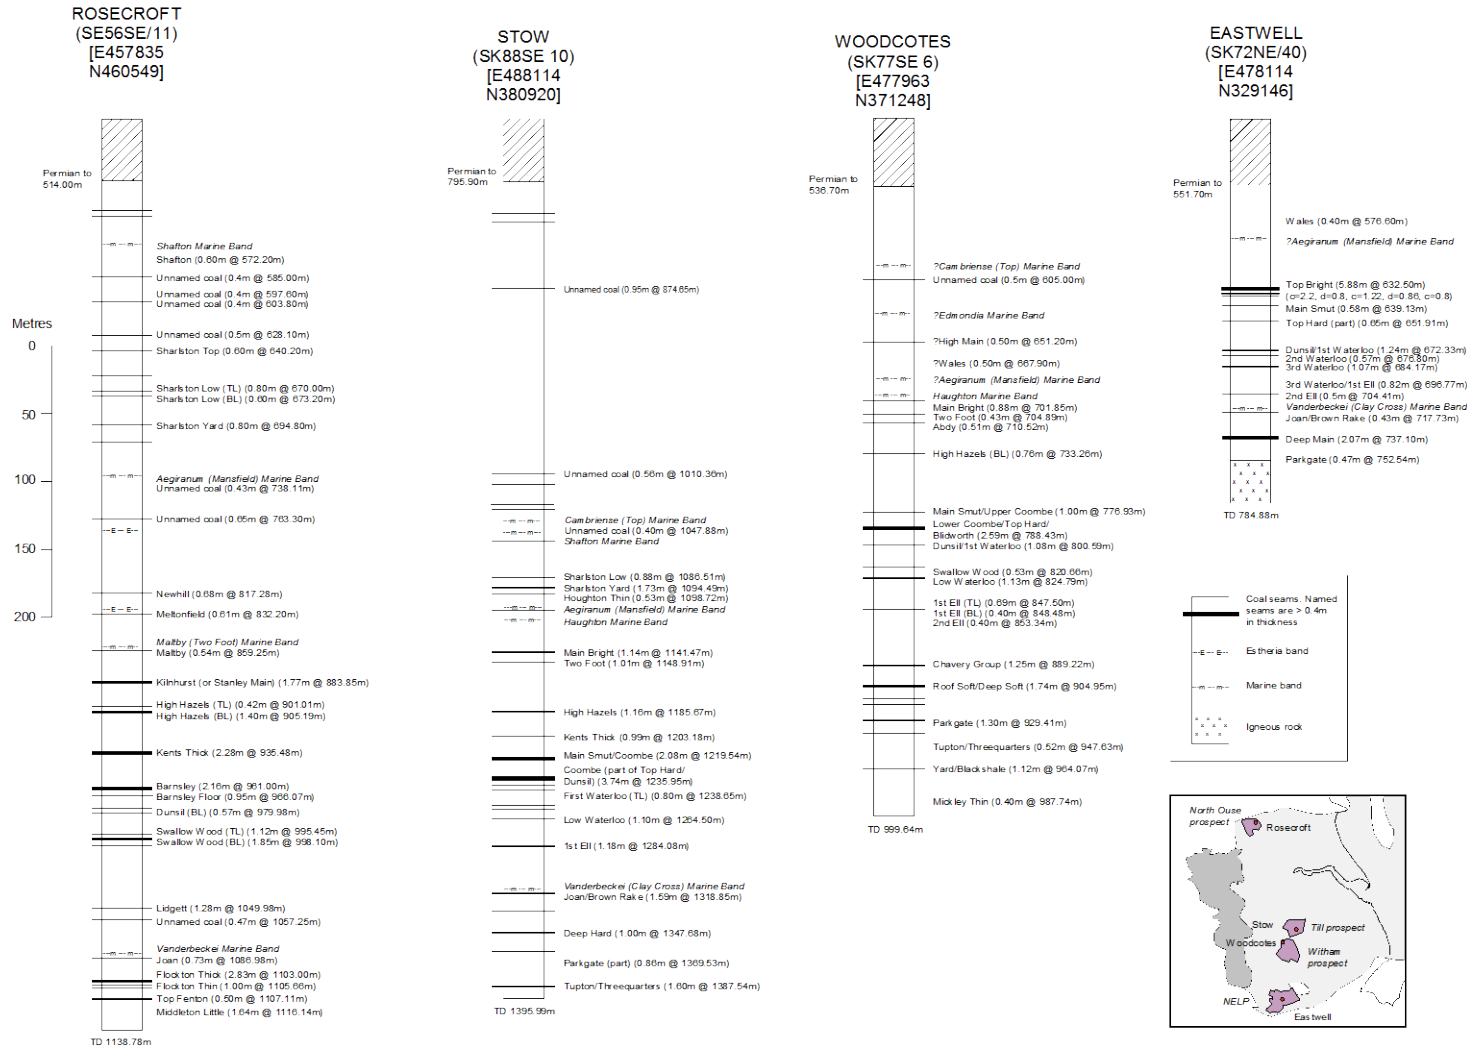 ROSECROFT
(SE56SE/11)
[E457835
N460549]
Permian to
514.00m
Shafton Marine Band
Shafton (0.60m @ 572.20m)
Unnamed coal (0.4m @ 585.00m)
Unnamed coal (0.4m @ 597.60m)
Unnamed coal (0.4m @ 603.80m)
Unnamed coal (0.5m @ 628.10m)
Sharlston Top (0.60m @ 640.20m)
Sharlston Low (TL) (0.80m @ 670.00m)
Sharlston Low (BL) (0.60m @ 673.20m)
Sharlston Yard (0.80m @ 694.80m)
Aegiranum (Mansfield) Marine Band
Unnamed coal (0.43m @ 738.11m)
Unnamed coal (0.65m @ 763.30m)
Newhill (0.68m @ 817.28m)
Meltonfield (0.61m @ 832.20m)
Maltby (Two Foot) Marine Band
Maltby (0.54m @ 859.25m)
Kilnhurst (or Stanley Main) (1.77m @ 883.85m)
High Hazels (TL) (0.42m @ 901.01m)
High Hazels (BL) (1.40m @ 905.19m)
Kents Thick (2.28m @ 935.48m)
Barnsley (2.16m @ 961.00m)
Barnsley Floor (0.95m @ 966.07m)
Dunsil (BL) (0.57m @ 979.98m)
Swallow Wood (TL) (1.12m @ 995.45m)
Swallow Wood (BL) (1.85m @ 998.10m)
Lidgett (1.28m @ 1049.98m)
Unnamed coal (0.47m @ 1057.25m)
Vanderbeckei Marine Band
Joan (0.73m @ 1086.98m)
Flockton Thick (2.83m @ 1103.00m)
Flockton Thin (1.00m @ 1105.66m)
Top Fenton (0.50m @ 1107.11m)
Middleton Little (1.64m @ 1116.14m)
TD 1138.78m
Metres
0
50
100
150
200
STOW
(SK88SE 10)
[E488114
N380920]
Permian to
795.90m
Unnamed coal (0.95m @ 874.65m)
Unnamed coal (0.56m @ 1010.36m)
Cambriense (Top) Marine Band
Unnamed coal (0.40m @ 1047.88m)
Shafton Marine Band
Sharlston Low (0.88m @ 1086.51m)
Sharlston Yard (1.73m @ 1094.49m)
Houghton Thin (0.53m @ 1098.72m)
Aegiranum (Mansfield) Marine Band
Haughton Marine Band
Main Bright (1.14m @ 1141.47m)
Two Foot (1.01m @ 1148.91m)
High Hazels (1.16m @ 1185.67m)
Kents Thick (0.99m @ 1203.18m)
Main Smut/Coombe (2.08m @ 1219.54m)
Coombe (part of Top Hard/
Dunsil) (3.74m @ 1235.95m)
First Waterloo (TL) (0.80m @ 1238.65m)
Low Waterloo (1.10m @ 1264.50m)
1st Ell (1.18m @ 1284.08m)
Vanderbeckei (Clay Cross) Marine Band
Joan/Brown Rake (1.59m @ 1318.85m)
Deep Hard (1.00m @ 1347.68m)
Parkgate (part) (0.86m @ 1369.53m)
Tupton/Threequarters (1.60m @ 1387.54m)
TD 1395.99m
WOODCOTES
(SK77SE 6)
[E477963
N371248]
Permian to
536.70m
?Cambriense (Top) Marine Band
Unnamed coal (0.5m @ 605.00m)
?Edmondia Marine Band
?High Main (0.50m @ 651.20m)
?Wales (0.50m @ 667.90m)
?Aegiranum (Mansfield) Marine Band
Haughton Marine Band
Main Bright (0.88m @ 701.85m)
Two Foot (0.43m @ 704.89m)
Abdy (0.51m @ 710.52m)
High Hazels (BL) (0.76m @ 733.26m)
Main Smut/Upper Coombe (1.00m @ 776.93m)
Lower Coombe/Top Hard/
Blidworth (2.59m @ 788.43m)
Dunsil/1st Waterloo (1.08m @ 800.59m)
Swallow Wood (0.53m @ 820.66m)
Low Waterloo (1.13m @ 824.79m)
1st Ell (TL) (0.69m @ 847.50m)
1st Ell (BL) (0.40m @ 848.48m)
2nd Ell (0.40m @ 853.34m)
Chavery Group (1.25m @ 889.22m)
Roof Soft/Deep Soft (1.74m @ 904.95m)
Parkgate (1.30m @ 929.41m)
Tupton/Threequarters (0.52m @ 947.63m)
Yard/Blackshale (1.12m @ 964.07m)
Mickley Thin (0.40m @ 987.74m)
TD 999.64m
EASTWELL
(SK72NE/40)
[E478114
N329146]
Permian to
551.70m
Wales (0.40m @ 576.60m)
?Aegiranum (Mansfield) Marine Band
Top Bright (5.88m @ 632.50m)
(c=2.2, d=0.8, c=1.22, d=0.86, c=0.8)
Main Smut (0.58m @ 639.13m)
Top Hard (part) (0.65m @ 651.91m)
Dunsil/1st Waterloo (1.24m @ 672.33m)
2nd Waterloo (0.57m @ 676.80m)
3rd Waterloo (1.07m @ 684.17m)
3rd Waterloo/1st Ell (0.82m @ 696.77m)
2nd Ell (0.5m @ 704.41m)
Vanderbeckei (Clay Cross) Marine Band
Joan/Brown Rake (0.43m @ 717.73m)
Deep Main (2.07m @ 737.10m)
Parkgate (0.47m @ 752.54m)
TD 784.88m
Coal seams. Named
seams are > 0.4m
in thickness
Estheria band
Marine band
Igneous rock
North Ouse
prospect
Rosecroft
Stow
Till prospect
Woodcotes
Witham
prospect
NELP
Eastwell